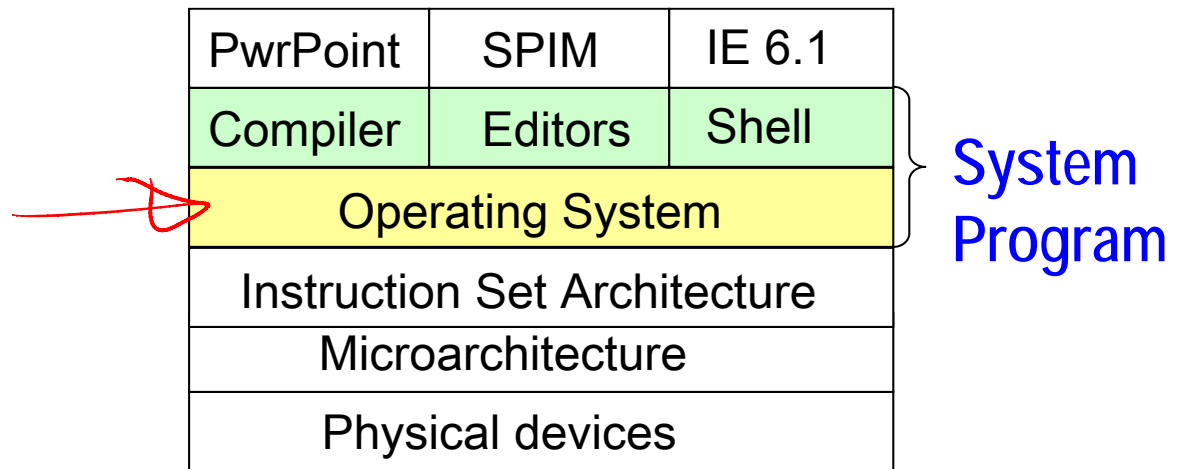 PwrPoint SPIM IE 6.1
Compiler Editors Shell
Operating System
Instruction Set Architecture
Microarchitecture
Physical devices
System
Program